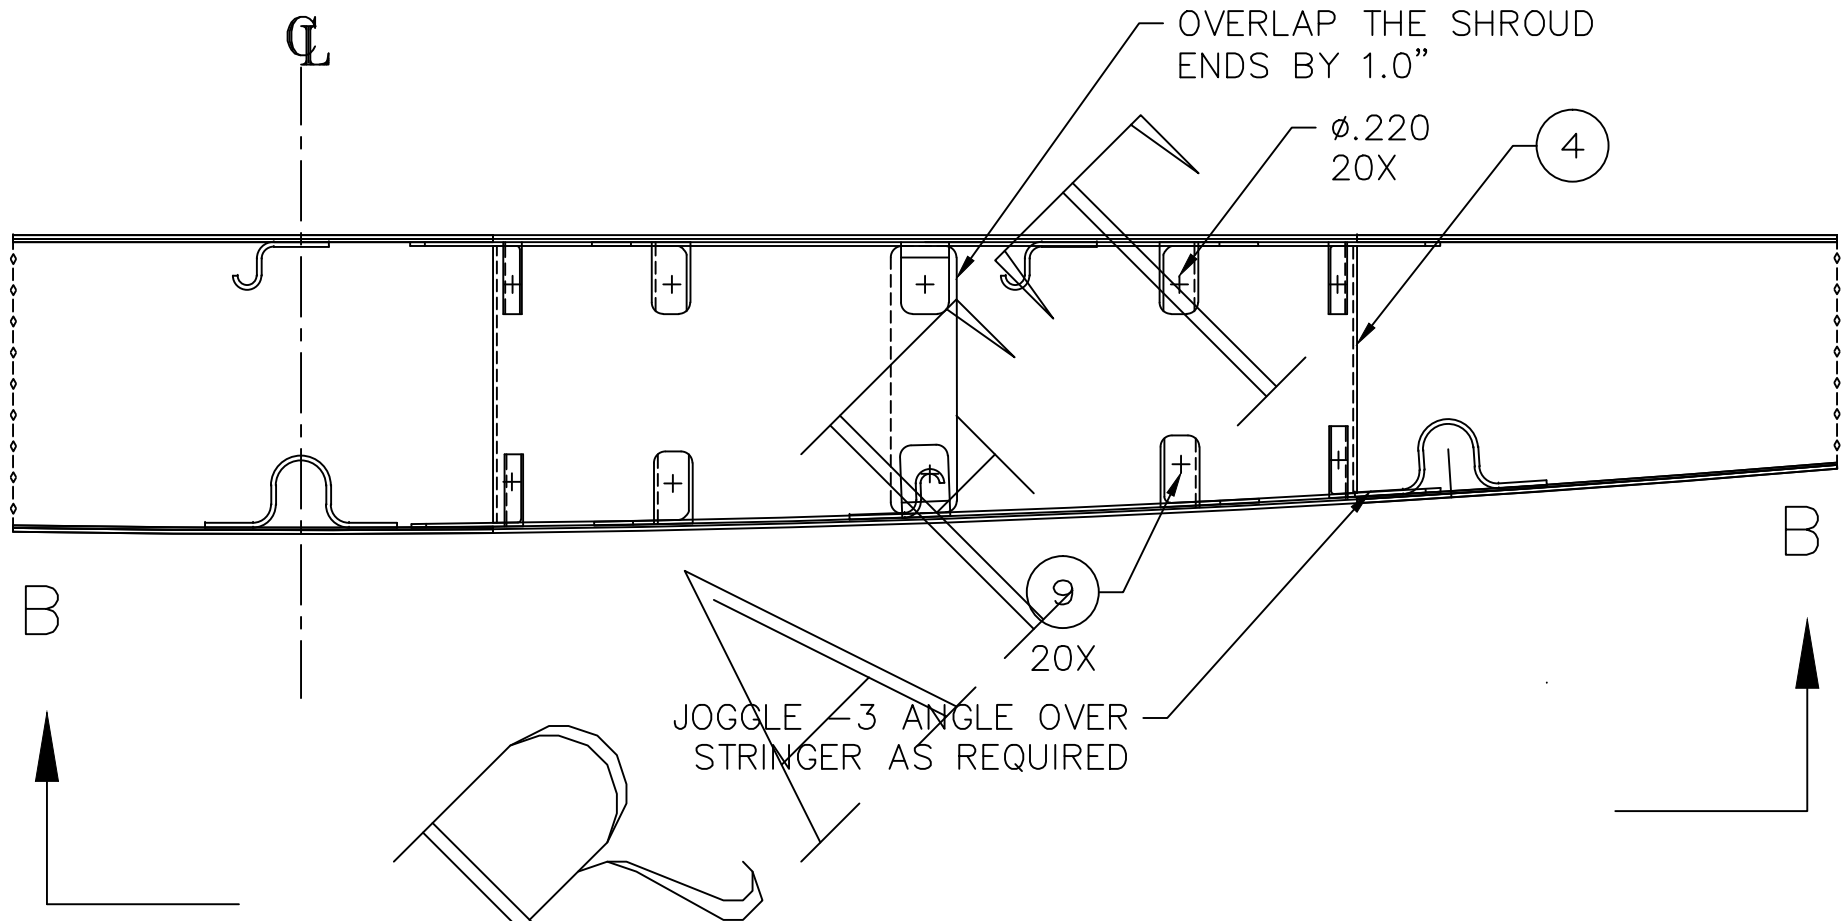 ℄
OVERLAP THE SHROUD
ENDS BY 1.0”
ø.220
20X
4
B
B
9
20X
JOGGLE -3 ANGLE OVER
STRINGER AS REQUIRED